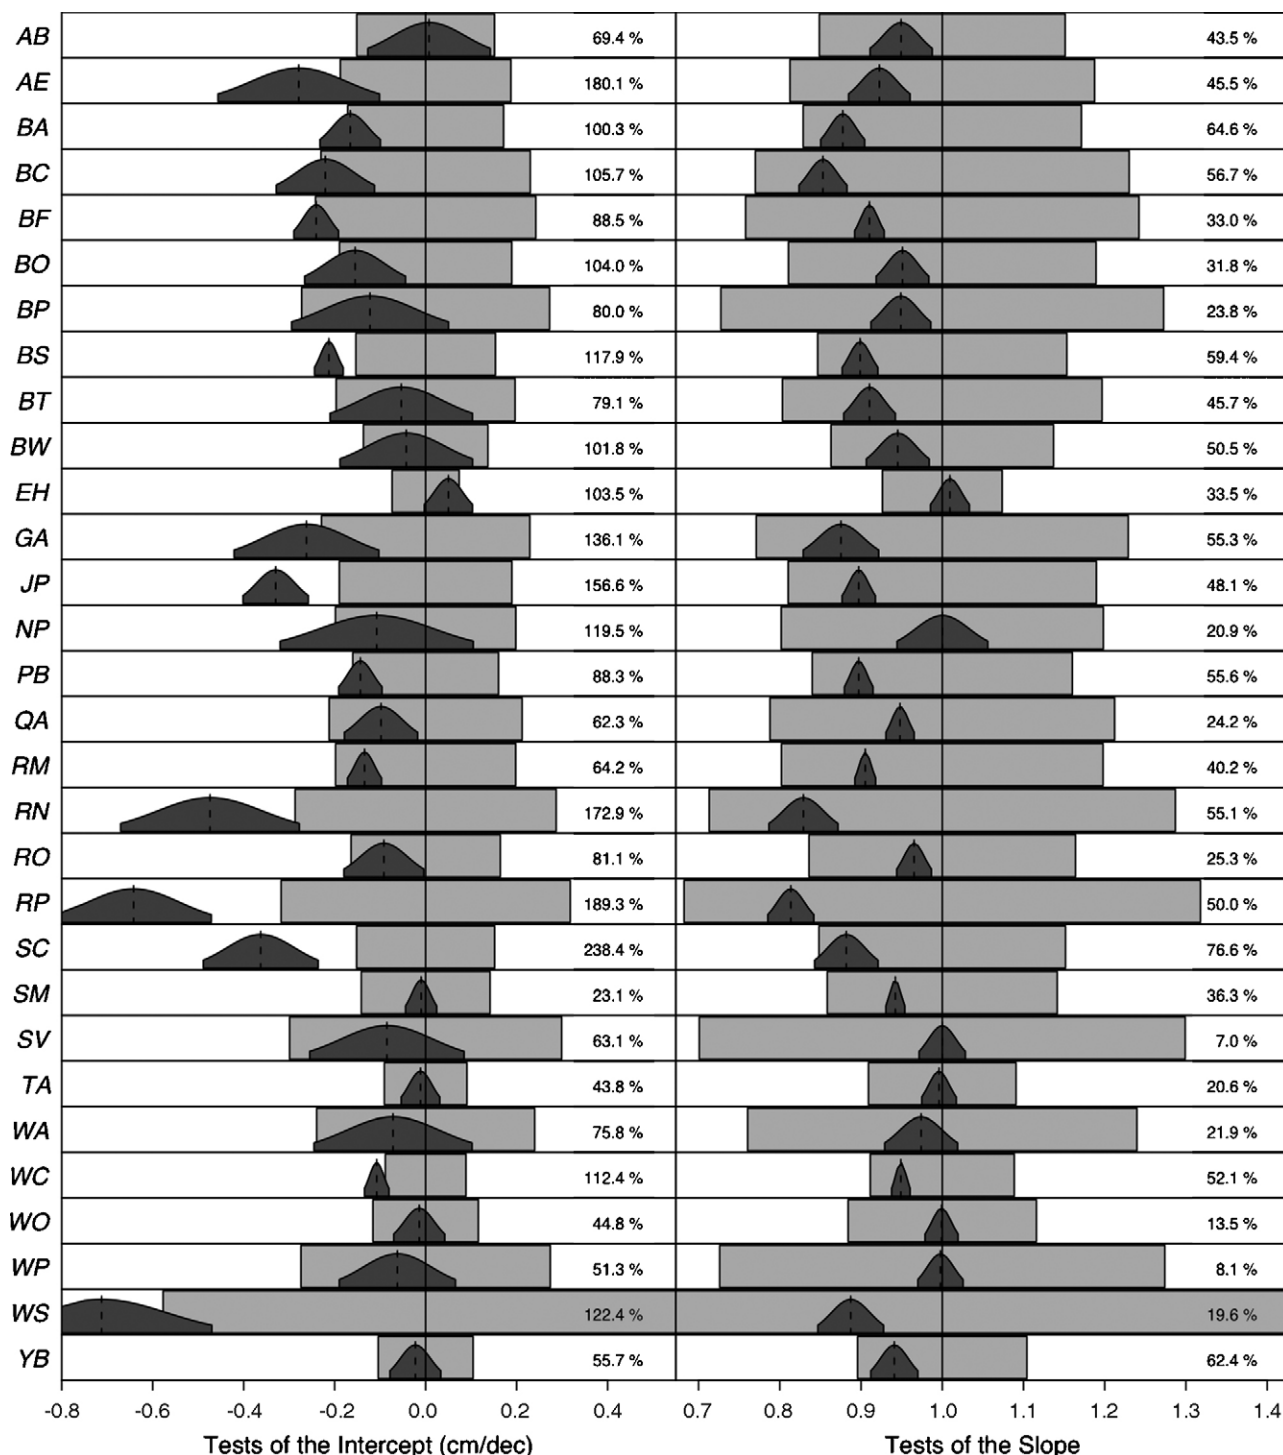 AB 69.4 % 43.5 %
AE 180.1 % 45.5 %
BA 100.3 % 64.6 %
BC 105.7 % 56.7 %
BF 88.5 % 33.0 %
BO 104.0 % 31.8 %
BP 80.0 % 23.8 %
BS 117.9 % 59.4 %
BT 79.1 % 45.7 %
BW 101.8 % 50.5 %
EH 103.5 % 33.5 %
GA 136.1 % 55.3 %
JP 156.6 % 48.1 %
NP 119.5 % 20.9 %
PB 88.3 % 55.6 %
QA 62.3 % 24.2 %
RM 64.2 % 40.2 %
RN 172.9 % 55.1 %
RO 81.1 % 25.3 %
RP 189.3 % 50.0 %
SC 238.4 % 76.6 %
SM 23.1 % 36.3 %
SV 63.1 % 7.0 %
TA 43.8 % 20.6 %
WA 75.8 % 21.9 %
WC 112.4 % 52.1 %
WO 44.8 % 13.5 %
WP 51.3 % 8.1 %
WS 122.4 % 19.6 %
YB 55.7 % 62.4 %
-0.8 -0.6 -0.4 -0.2 0.0 0.2 0.4 0.7 0.8 0.9 1.0 1.1 1.2 1.3 1.4
Tests of the Intercept (cm/dec) Tests of the Slope